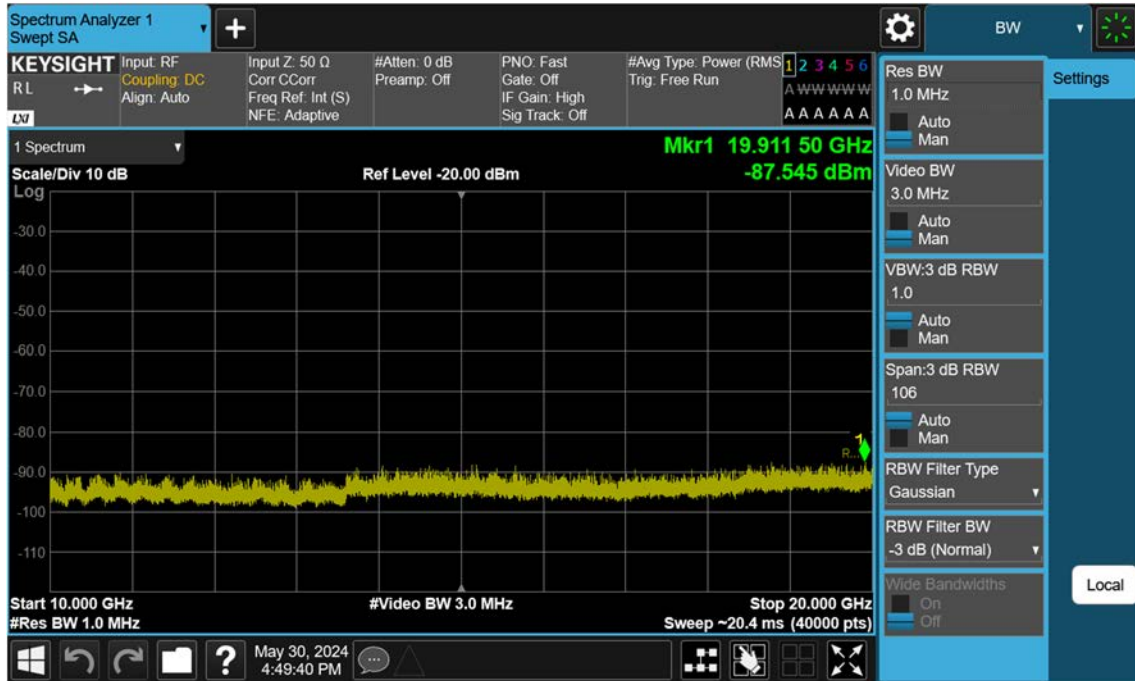 Spectrum Analyzer 1
Swept SA
BW
KEYSIGHT
RL
LXI
Input: RF
Coupling: DC
Align: Auto
Input Z: 50 Ω
Corr CCorr
Freq Ref: Int (S)
NFE: Adaptive
#Atten: 0 dB
Preamp: Off
PNO: Fast
Gate: Off
IF Gain: High
Sig Track: Off
#Avg Type: Power (RMS
Trig: Free Run
1 2 3 4 5 6
A W W W W W
A A A A A A
1 Spectrum
Mkr1 19.911 50 GHz
-87.545 dBm
Scale/Div 10 dB
Ref Level -20.00 dBm
Log
-30.0
-40.0
-50.0
-60.0
-70.0
-80.0
-90.0
-100
-110
1
R...
Start 10.000 GHz
#Video BW 3.0 MHz
Stop 20.000 GHz
#Res BW 1.0 MHz
Sweep ~20.4 ms (40000 pts)
?
May 30, 2024
4:49:40 PM
Res BW
1.0 MHz
Auto
Man
Video BW
3.0 MHz
Auto
Man
VBW:3 dB RBW
1.0
Auto
Man
Span:3 dB RBW
106
Auto
Man
RBW Filter Type
Gaussian
RBW Filter BW
-3 dB (Normal)
Wide Bandwidths
On
Off
Settings
Local